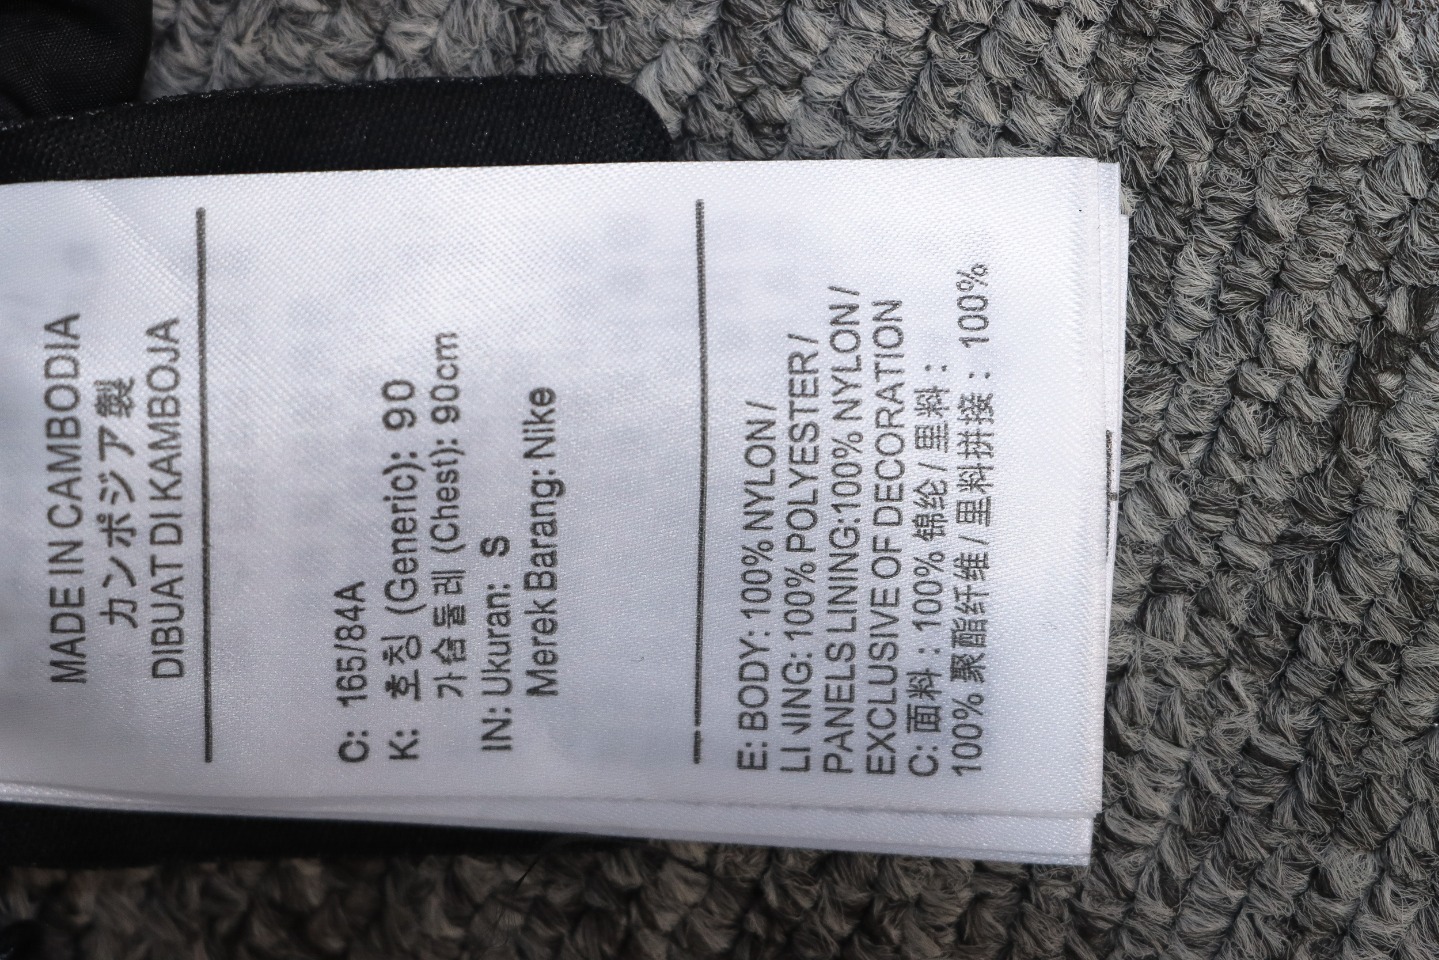 MADE IN CAMBODIA
カンポジア製
DIBUAT DI KAMBOJA
C: 165/84A
K: 호칭 (Generic): 90
가슴둘레 (Chest): 90cm
IN: Ukuran: S
Merek Barang: Nike
E: BODY: 100% NYLON /
LINING: 100% POLYESTER /
PANELS LINING:100% NYLON /
EXCLUSIVE OF DECORATION
C: 面料：100% 锦纶 / 里料：
100% 聚酯纤维 / 里料拼接：100%